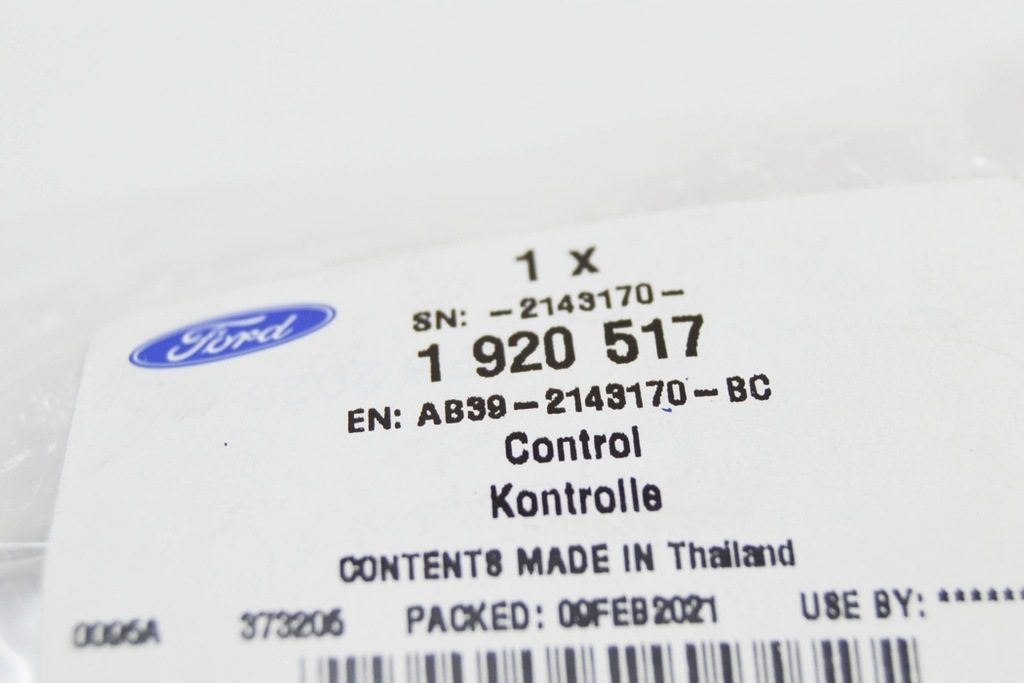 1 X
Ford
SN: -2143170-
1 920 517
EN: AB39-2143170-BC
Control
Kontrolle
CONTENTS MADE IN Thailand
0095A 373206 PACKED: 09FEB2021 USE BY: ******